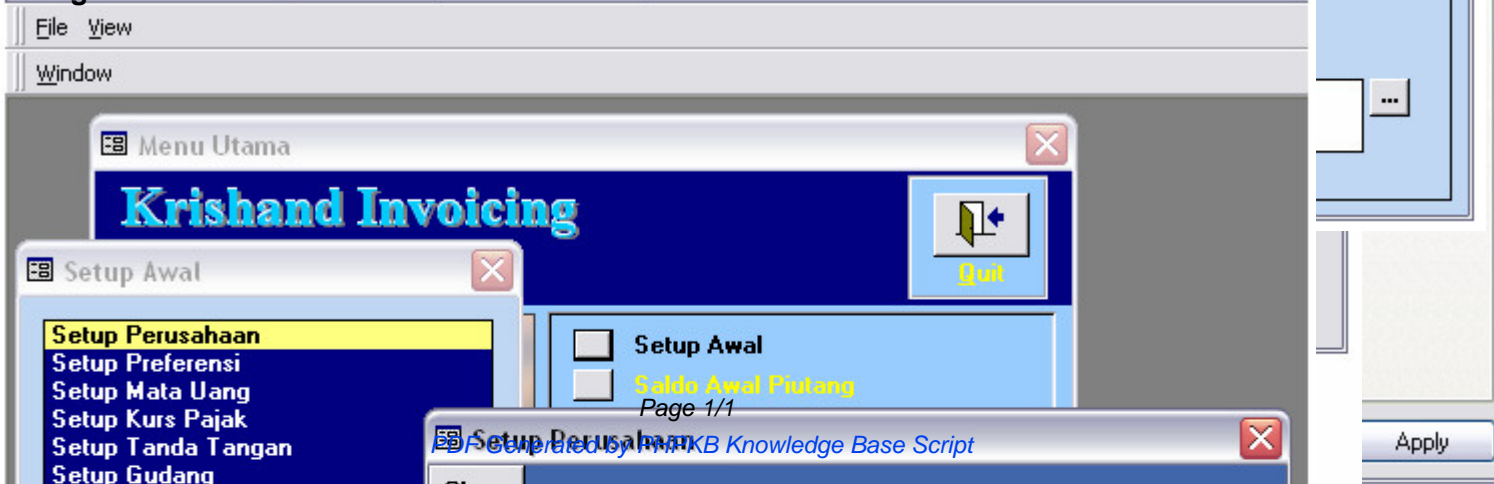 File View
Window
...
Menu Utama
Krishand Invoicing
Quit
Setup Awal
Setup Perusahaan
Setup Preferensi
Setup Mata Uang
Setup Kurs Pajak
Setup Tanda Tangan
Setup Gudang
Setup Awal
Saldo Awal Piutang
Page 1/1
Setup Perusahaan
PDF Generated by PHPKB Knowledge Base Script
Apply